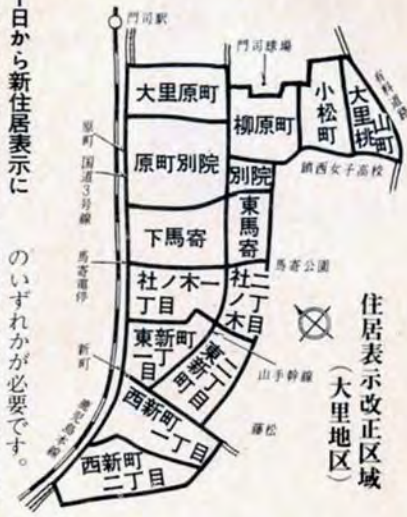 住居表示改正区域
(大里地区)
門司駅
門司球場
有料道路
大里原町
柳原町
小松町
大里桃山町
鎮西女子高校
原町別院
別院
原町
国道3号線
下馬寄
東馬寄
馬寄公園
馬寄電停
社ノ木一丁目
社ノ木二丁目
東新町一丁目
東新町二丁目
山手幹線
新町
西新町一丁目
藤松
西新町二丁目
鹿児島本線
日から新住居表示に
のいずれかが必要です。